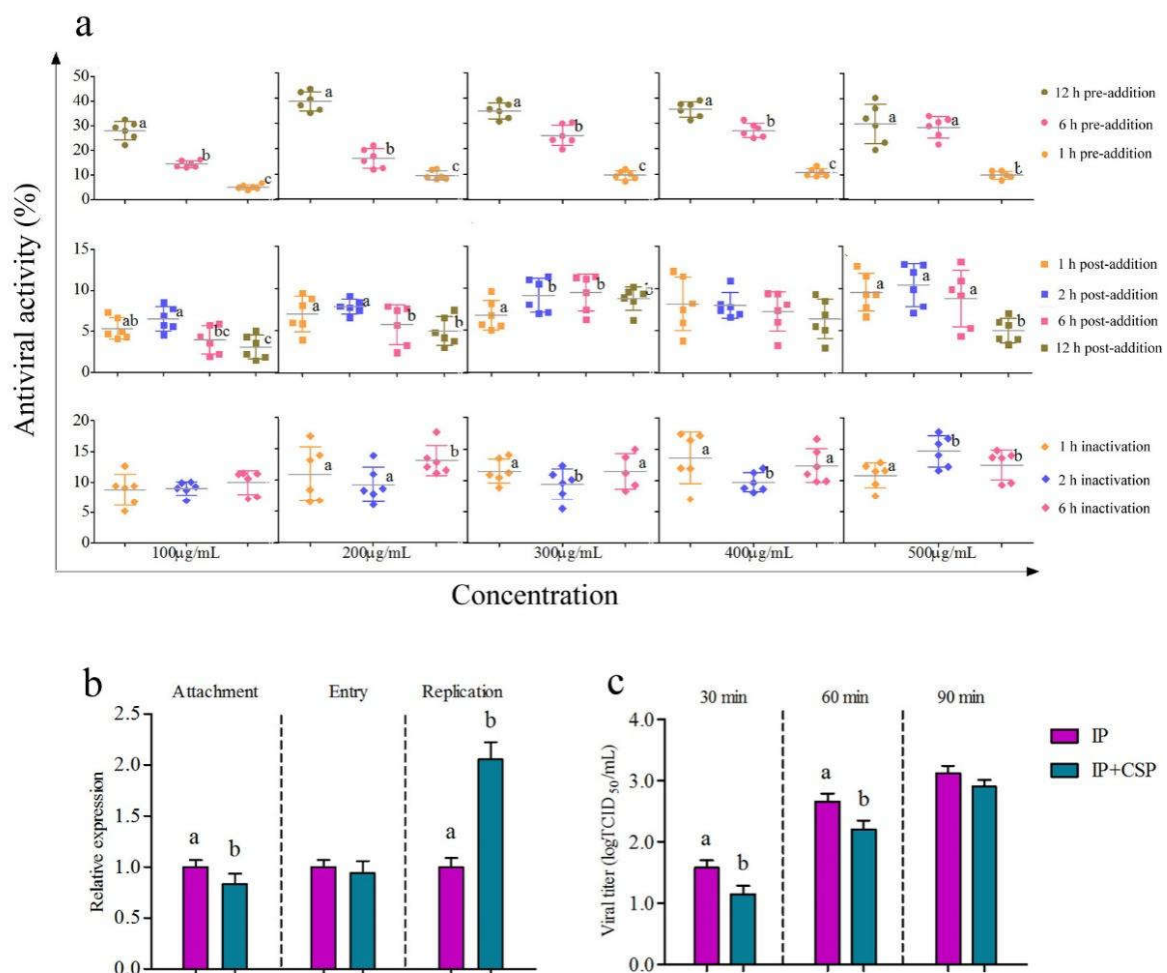 a
Antiviral activity (%)
50
40
30
20
10
0
a
b
c
a
b
c
a
b
c
a
b
c
a
a
12 h pre-addition
6 h pre-addition
1 h pre-addition
15
10
5
0
ab
a
bc
c
a
a
b
b
a
b
b
a
a
a
b
1 h post-addition
2 h post-addition
6 h post-addition
12 h post-addition
20
15
10
5
0
a
a
b
a
b
a
a
b
a
a
b
b
1 h inactivation
2 h inactivation
6 h inactivation
100μg/mL
200μg/mL
300μg/mL
400μg/mL
500μg/mL
Concentration
b
Attachment
Entry
Replication
Relative expression
2.5
2.0
1.5
1.0
0.5
0.0
a
b
a
b
c
30 min
60 min
90 min
Viral titer (logTCID50/mL)
4.0
3.0
2.0
1.0
0.0
a
b
a
b
IP
IP+CSP